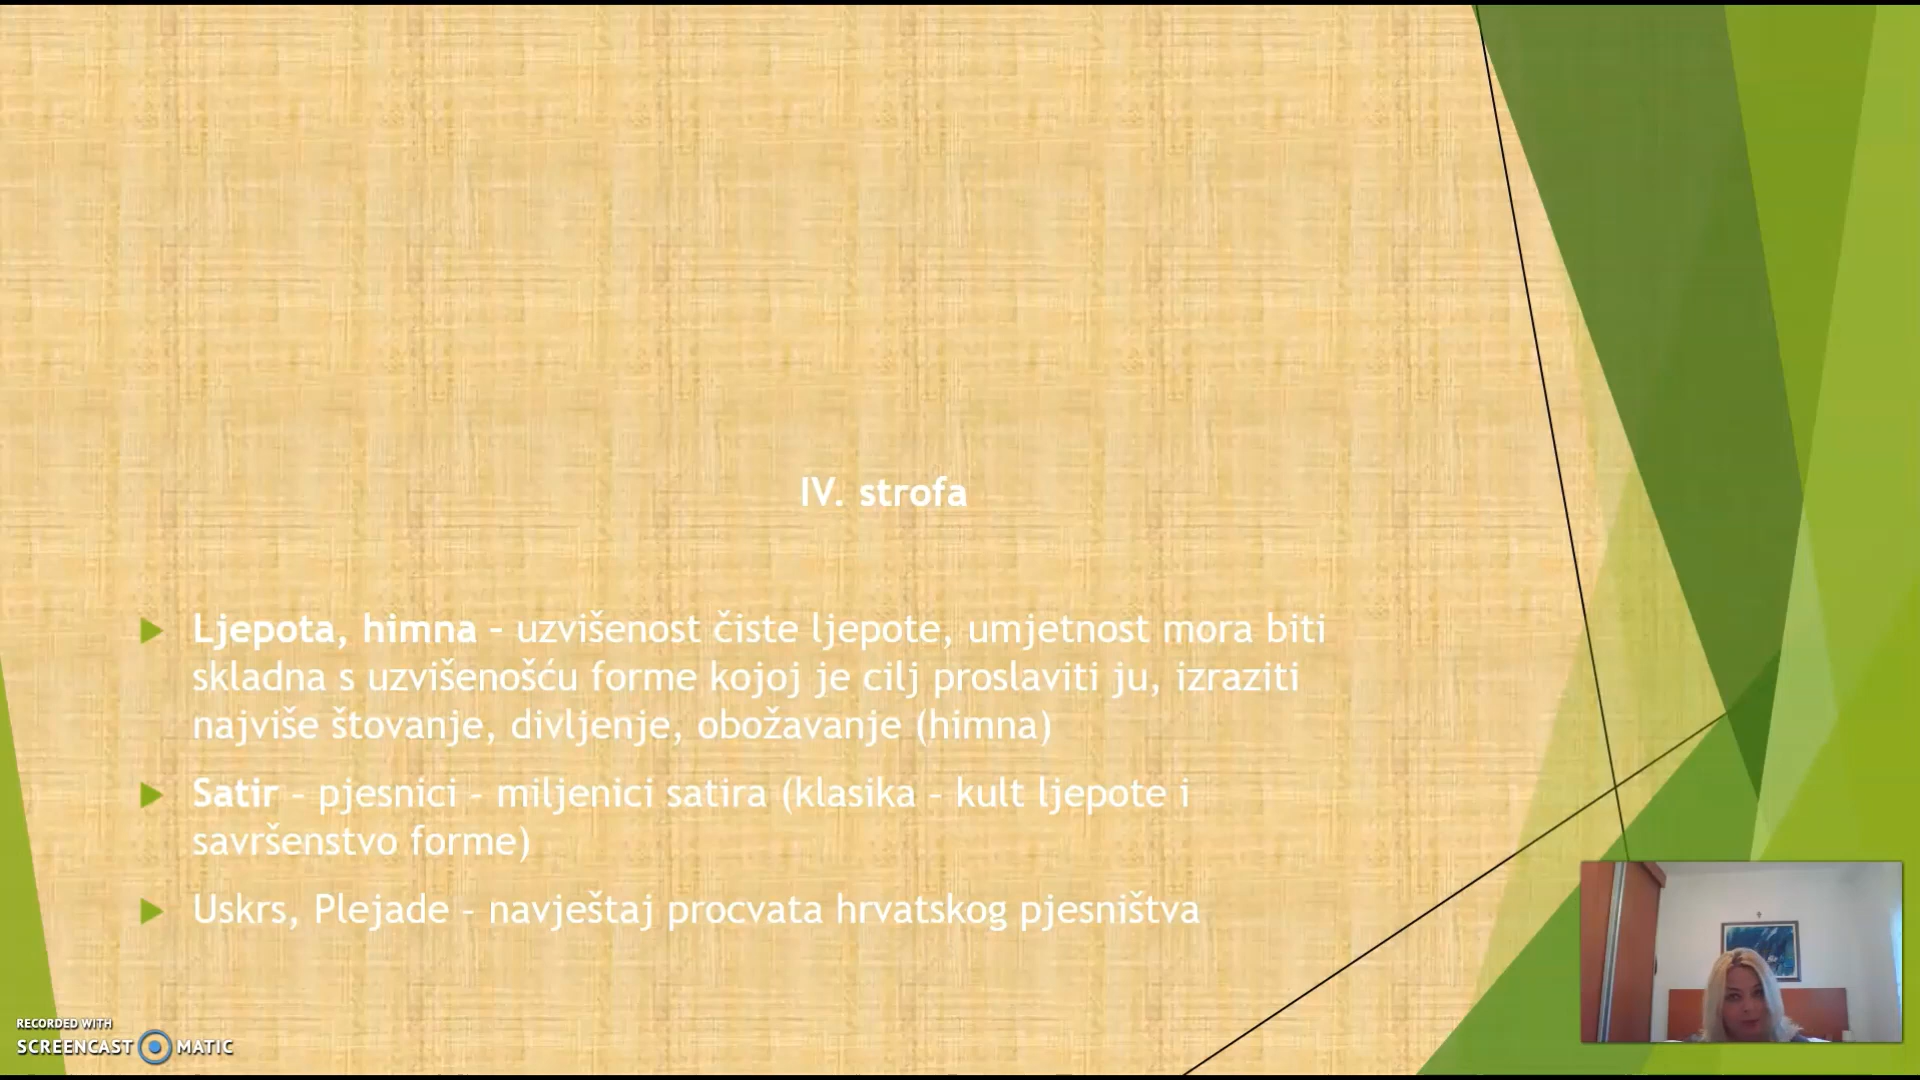 IV. strofa
Ljepota, himna – uzvišenost čiste ljepote, umjetnost mora biti
skladna s uzvišenošću forme kojoj je cilj proslaviti ju, izraziti
najviše štovanje, divljenje, obožavanje (himna)
Satir – pjesnici – miljenici satira (klasika – kult ljepote i
savršenstvo forme)
Uskrs, Plejade – navještaj procvata hrvatskog pjesništva
RECORDED WITH
SCREENCAST MATIC